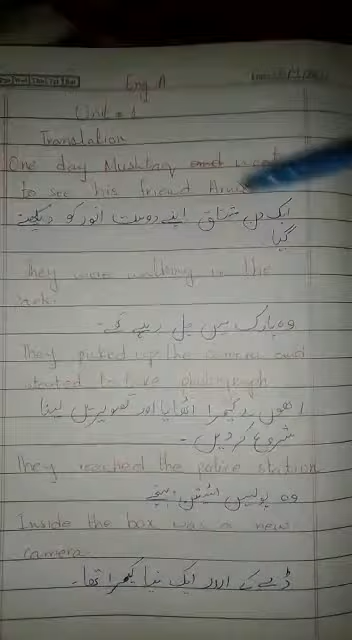 Eng A
Unit = 1
Translation
One day Mushtaq went
to see his friend
ایک دن مشتاق اپنے دوست انور کو دیکھنے
گیا
They were walking in the
park.
وہ پارک میں چل رہے تھے۔
They picked up the camera and
started to take photograph
انھوں نے کیمرا اٹھایا اور تصویریں لینا
شروع کر دیں۔
They reached the police station
وہ پولیس اسٹیشن پہنچے
Inside the box was a new
camera
ڈبے کے اندر ایک نیا کیمرا تھا۔